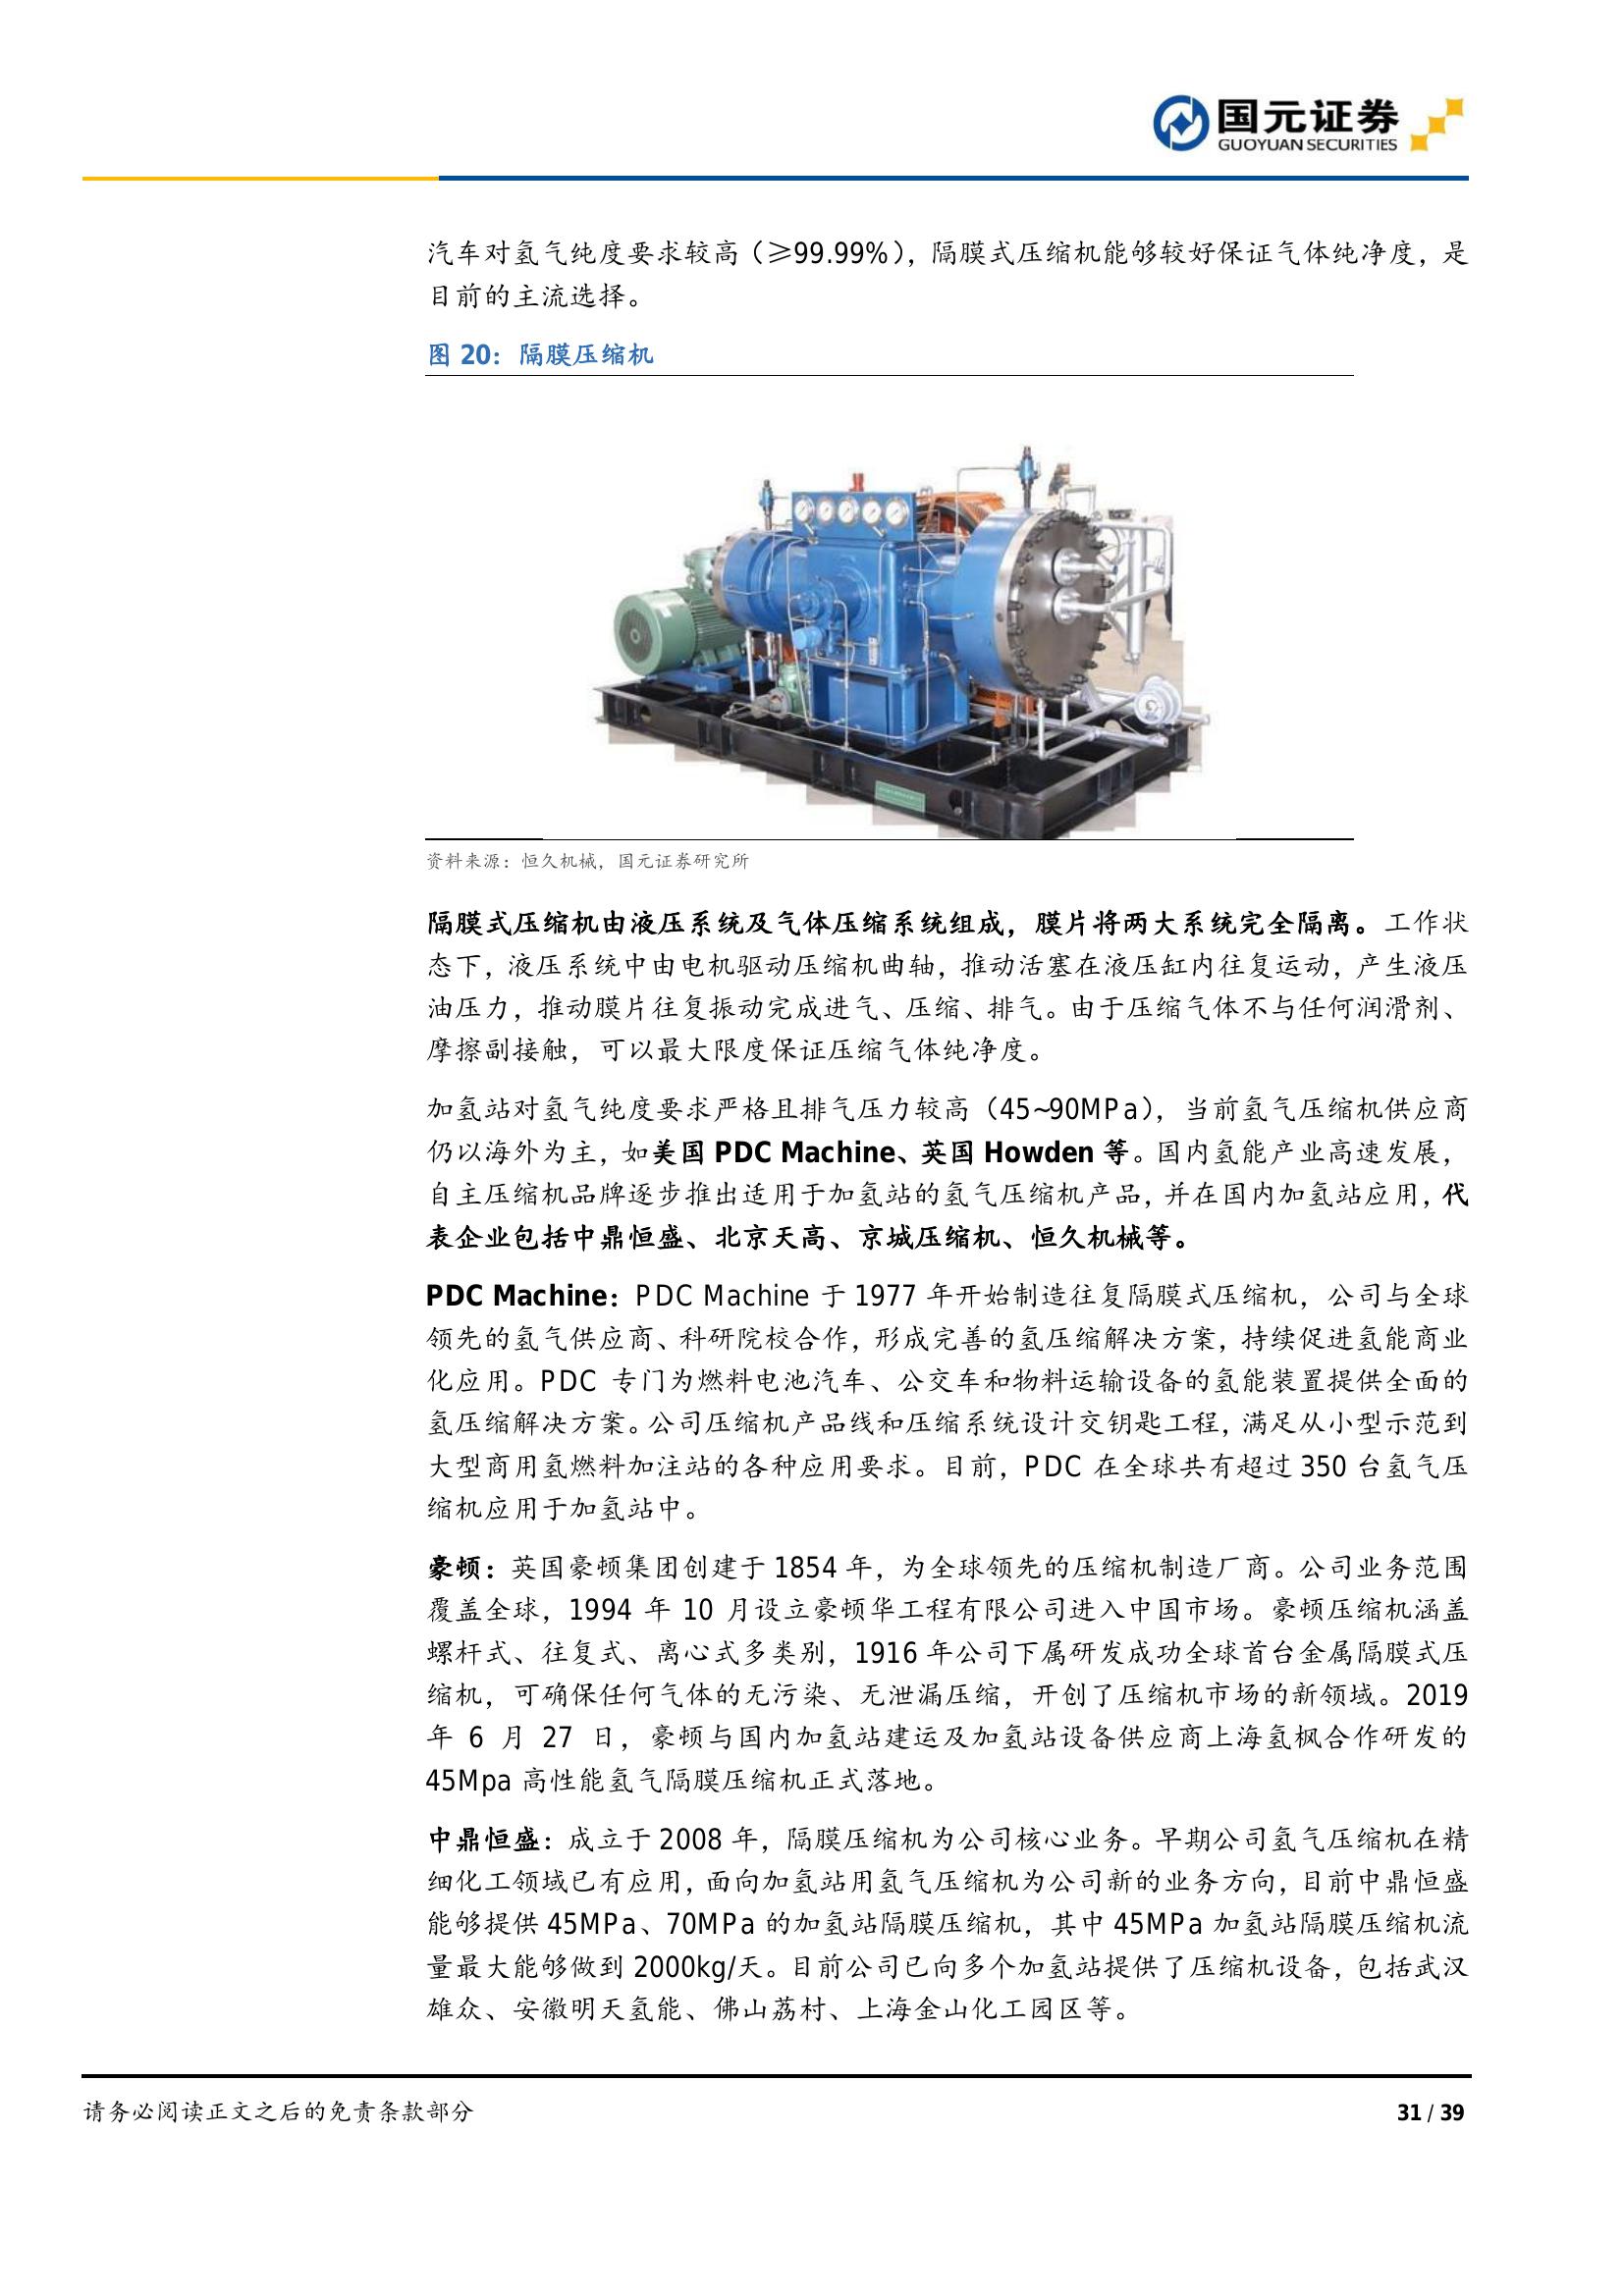 国元证券
GUOYUAN SECURITIES
汽车对氢气纯度要求较高（≥99.99%），隔膜式压缩机能够较好保证气体纯净度，是
目前的主流选择。
图 20：隔膜压缩机
资料来源：恒久机械，国元证券研究所
隔膜式压缩机由液压系统及气体压缩系统组成，膜片将两大系统完全隔离。工作状
态下，液压系统中由电机驱动压缩机曲轴，推动活塞在液压缸内往复运动，产生液压
油压力，推动膜片往复振动完成进气、压缩、排气。由于压缩气体不与任何润滑剂、
摩擦副接触，可以最大限度保证压缩气体纯净度。
加氢站对氢气纯度要求严格且排气压力较高（45~90MPa），当前氢气压缩机供应商
仍以海外为主，如美国 PDC Machine、英国 Howden 等。国内氢能产业高速发展，
自主压缩机品牌逐步推出适用于加氢站的氢气压缩机产品，并在国内加氢站应用，代
表企业包括中鼎恒盛、北京天高、京城压缩机、恒久机械等。
PDC Machine：PDC Machine 于 1977 年开始制造往复隔膜式压缩机，公司与全球
领先的氢气供应商、科研院校合作，形成完善的氢压缩解决方案，持续促进氢能商业
化应用。PDC 专门为燃料电池汽车、公交车和物料运输设备的氢能装置提供全面的
氢压缩解决方案。公司压缩机产品线和压缩系统设计交钥匙工程，满足从小型示范到
大型商用氢燃料加注站的各种应用要求。目前，PDC 在全球共有超过 350 台氢气压
缩机应用于加氢站中。
豪顿：英国豪顿集团创建于 1854 年，为全球领先的压缩机制造厂商。公司业务范围
覆盖全球，1994 年 10 月设立豪顿华工程有限公司进入中国市场。豪顿压缩机涵盖
螺杆式、往复式、离心式多类别，1916 年公司下属研发成功全球首台金属隔膜式压
缩机，可确保任何气体的无污染、无泄漏压缩，开创了压缩机市场的新领域。2019
年 6 月 27 日，豪顿与国内加氢站建运及加氢站设备供应商上海氢枫合作研发的
45Mpa 高性能氢气隔膜压缩机正式落地。
中鼎恒盛：成立于 2008 年，隔膜压缩机为公司核心业务。早期公司氢气压缩机在精
细化工领域已有应用，面向加氢站用氢气压缩机为公司新的业务方向，目前中鼎恒盛
能够提供 45MPa、70MPa 的加氢站隔膜压缩机，其中 45MPa 加氢站隔膜压缩机流
量最大能够做到 2000kg/天。目前公司已向多个加氢站提供了压缩机设备，包括武汉
雄众、安徽明天氢能、佛山荔村、上海金山化工园区等。
请务必阅读正文之后的免责条款部分
31 / 39